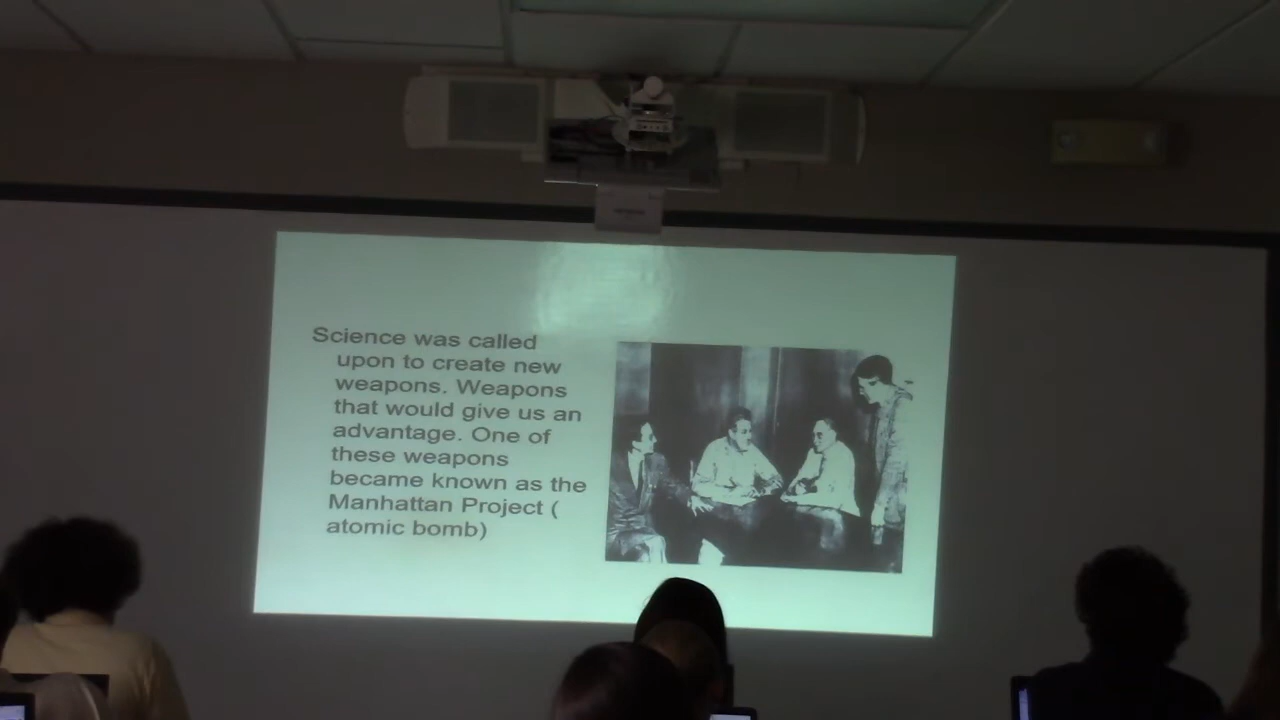 Science was called
upon to create new
weapons. Weapons
that would give us an
advantage. One of
these weapons
became known as the
Manhattan Project (
atomic bomb)